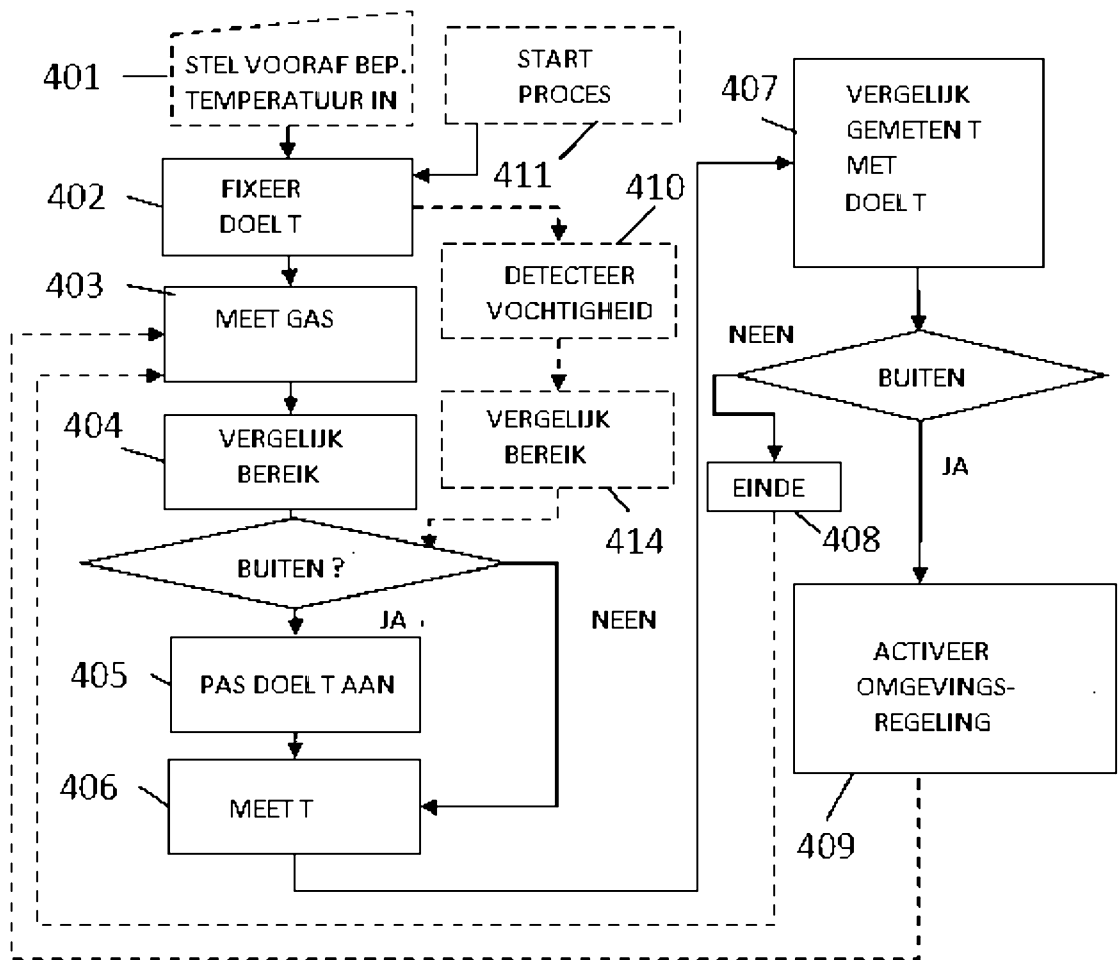 401
STEL VOORAF BEP.
TEMPERATUUR IN
START
PROCES
411
402
FIXEER
DOEL T
410
403
MEET GAS
DETECTEER
VOCHTIGHEID
404
VERGELIJK
BEREIK
VERGELIJK
BEREIK
414
BUITEN ?
JA
NEEN
405
PAS DOEL T AAN
406
MEET T
407
VERGELIJK
GEMETEN T
MET
DOEL T
NEEN
BUITEN
JA
EINDE
408
ACTIVEER
OMGEVINGS-
REGELING
409